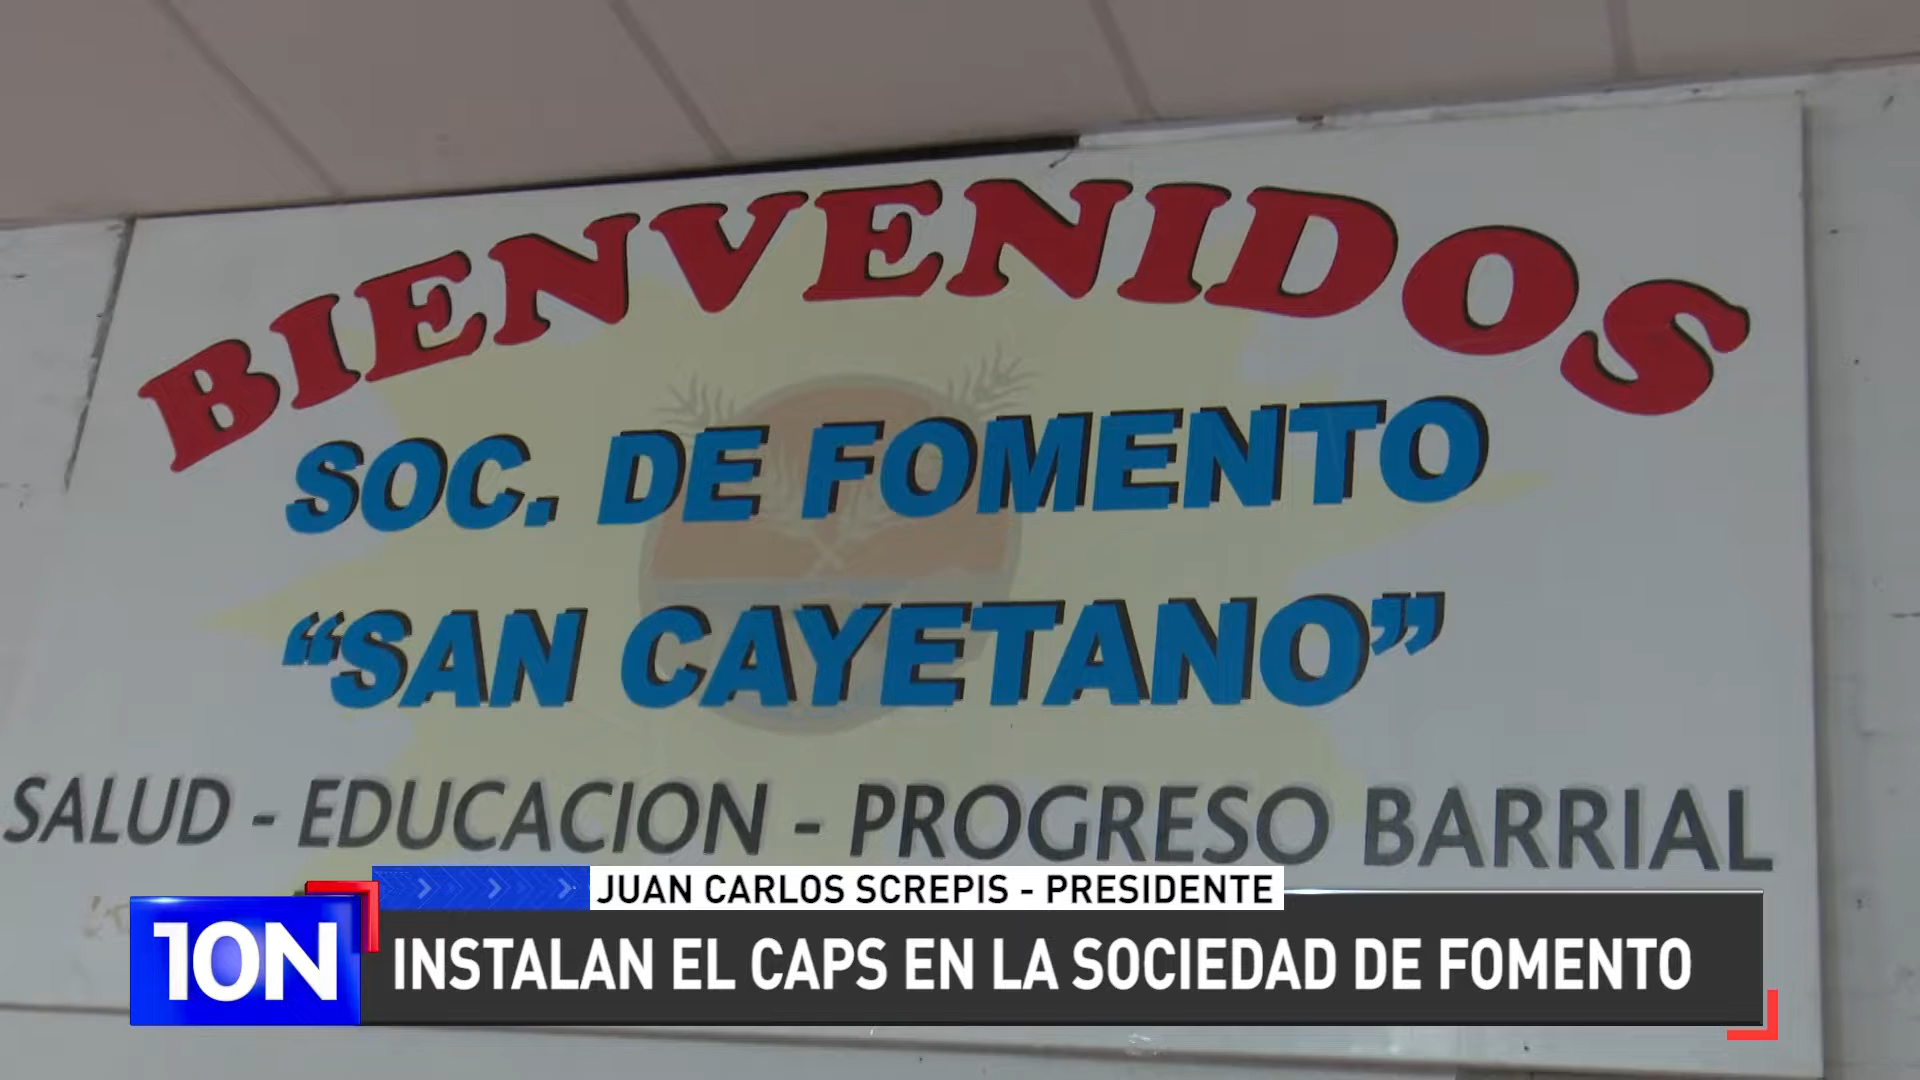 BIENVENIDOS
SOC. DE FOMENTO
“SAN CAYETANO”
SALUD - EDUCACION - PROGRESO BARRIAL
JUAN CARLOS SCREPIS - PRESIDENTE
10N
INSTALAN EL CAPS EN LA SOCIEDAD DE FOMENTO